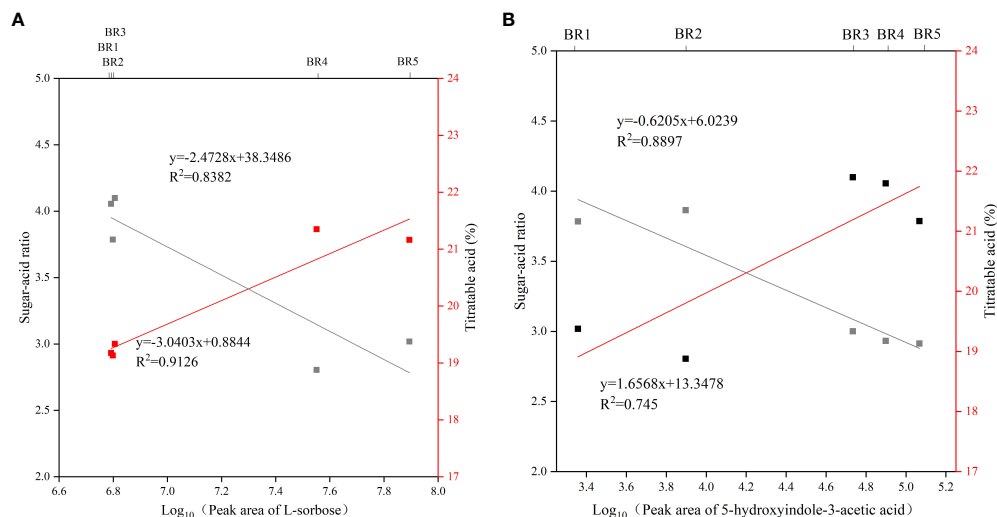 A
BR3
BR1
BR2
BR4
BR5
5.0
4.5
4.0
3.5
3.0
2.5
2.0
Sugar-acid ratio
y=-2.4728x+38.3486
R²=0.8382
y=-3.0403x+0.8844
R²=0.9126
24
23
22
21
20
19
18
17
Titratable acid (%)
6.6 6.8 7.0 7.2 7.4 7.6 7.8 8.0
Log₁₀（Peak area of L-sorbose）
B
BR1 BR2 BR3 BR4 BR5
5.0
4.5
4.0
3.5
3.0
2.5
2.0
Sugar-acid ratio
y=-0.6205x+6.0239
R²=0.8897
y=1.6568x+13.3478
R²=0.745
24
23
22
21
20
19
18
17
Titratable acid (%)
3.4 3.6 3.8 4.0 4.2 4.4 4.6 4.8 5.0 5.2
Log₁₀（Peak area of 5-hydroxyindole-3-acetic acid）